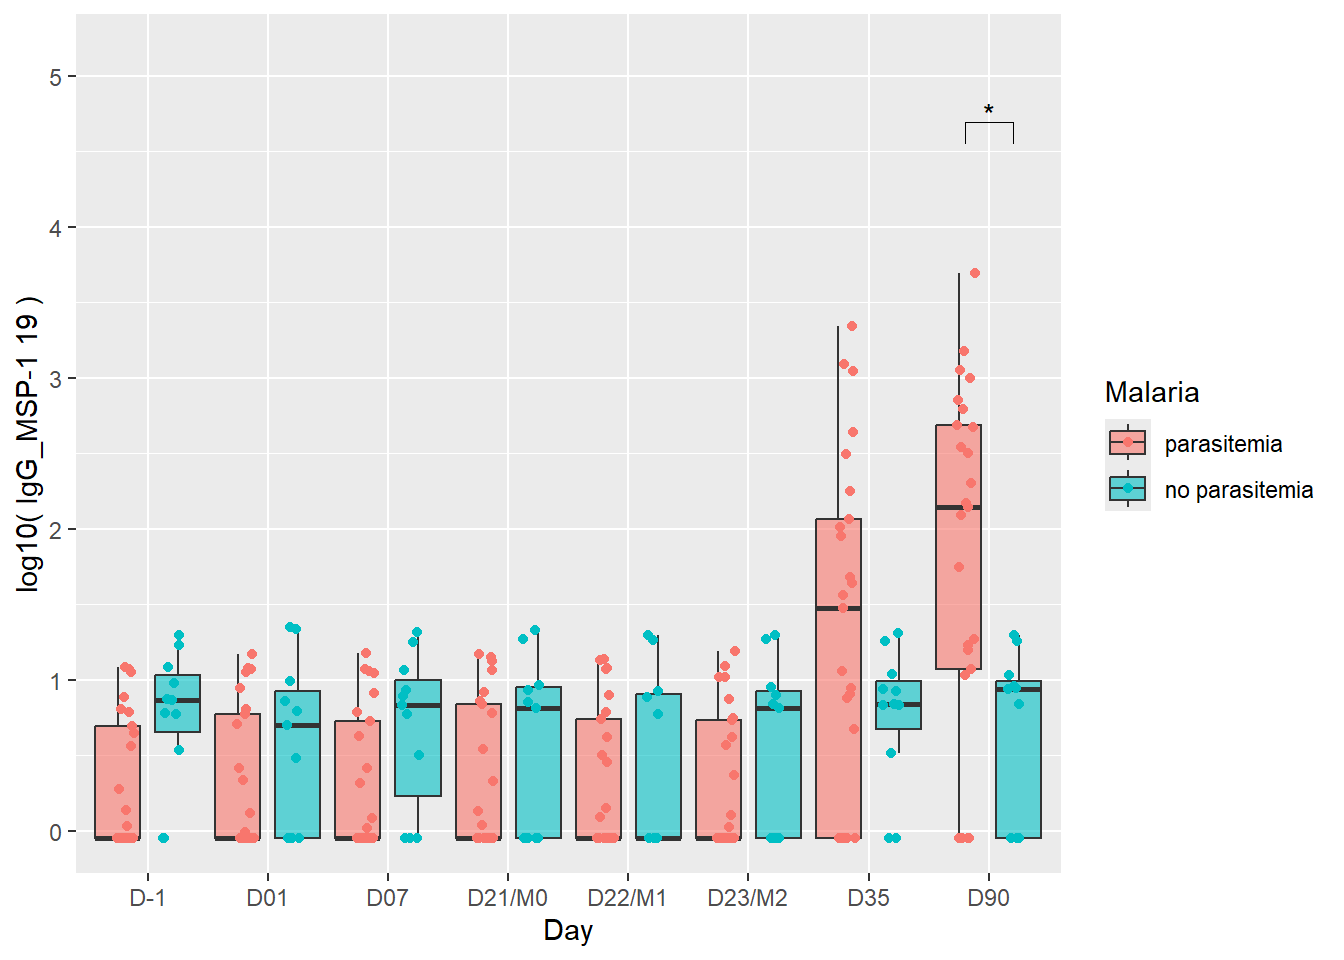 5
4
3
2
1
0
log10( IgG_MSP-1 19 )
*
D-1 D01 D07 D21/M0 D22/M1 D23/M2 D35 D90
Day
Malaria
parasitemia
no parasitemia